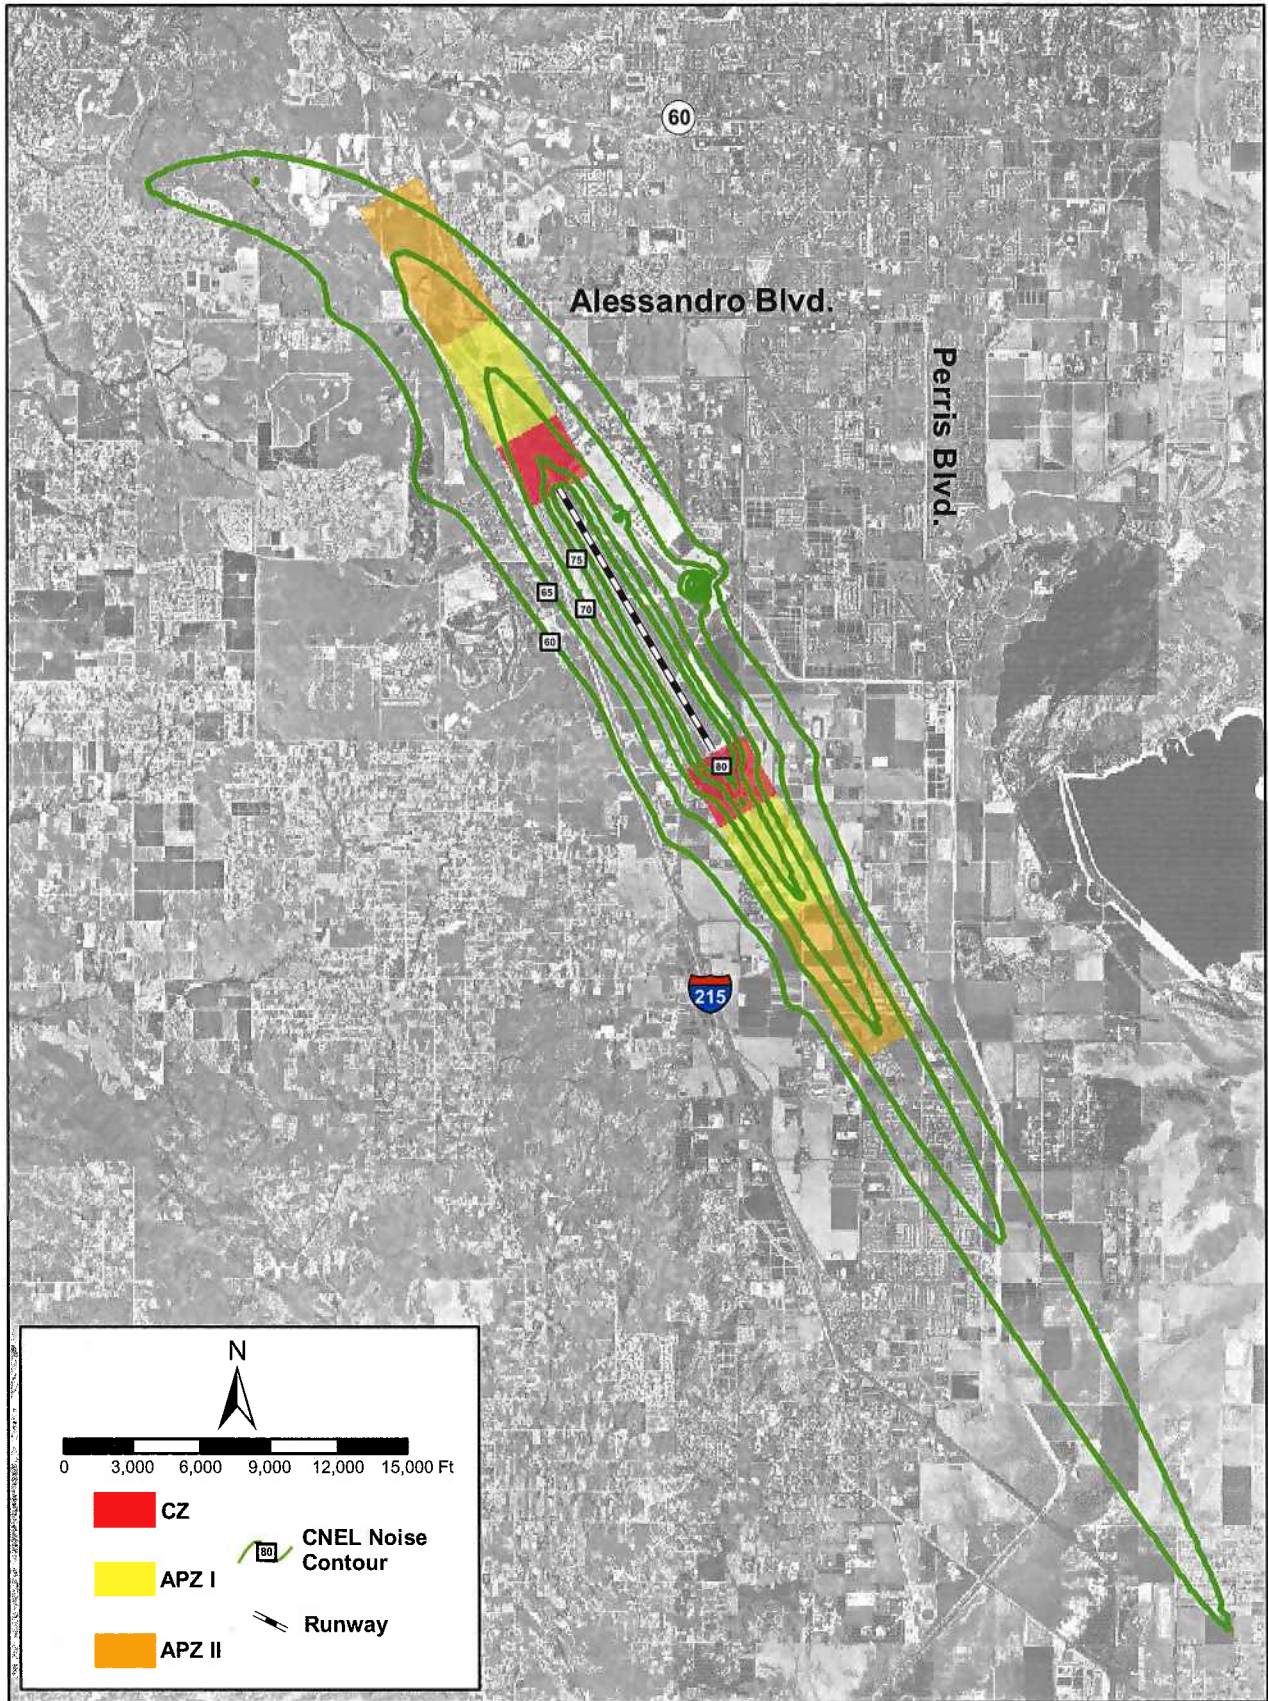 60
Alessandro Blvd.
Perris Blvd.
75
65
70
60
80
215
N
0 3,000 6,000 9,000 12,000 15,000 Ft
CZ
80
CNEL Noise
Contour
APZ I
Runway
APZ II